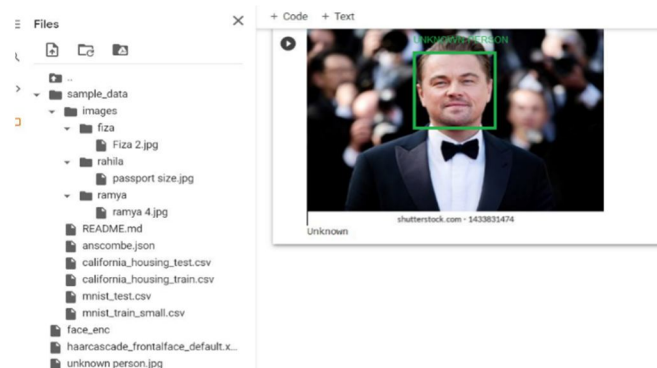 Files
+ Code + Text
UNKNOWN PERSON
..
sample_data
images
fiza
Fiza 2.jpg
rahila
passport size.jpg
ramya
ramya 4.jpg
README.md
anscombe.json
california_housing_test.csv
california_housing_train.csv
mnist_test.csv
mnist_train_small.csv
face_enc
haarcascade_frontalface_default.x...
unknown person.jpg
shutterstock.com · 1433831474
Unknown